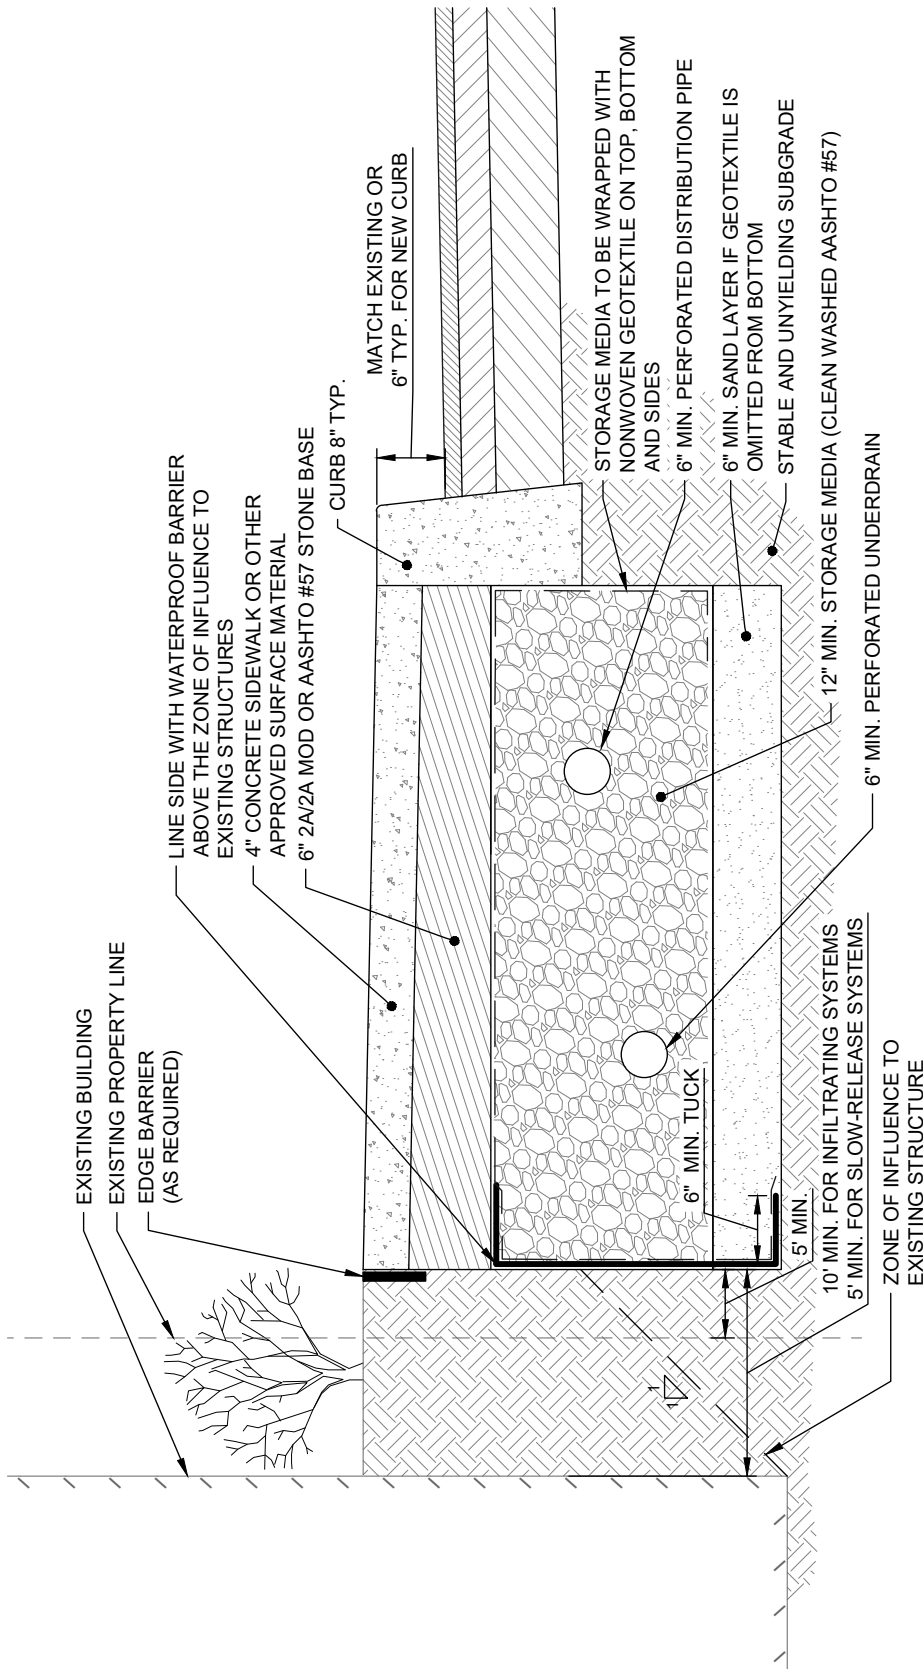 EXISTING BUILDING
EXISTING PROPERTY LINE
EDGE BARRIER
(AS REQUIRED)
LINE SIDE WITH WATERPROOF BARRIER
ABOVE THE ZONE OF INFLUENCE TO
EXISTING STRUCTURES
4" CONCRETE SIDEWALK OR OTHER
APPROVED SURFACE MATERIAL
6" 2A/2A MOD OR AASHTO #57 STONE BASE
CURB 8" TYP.
MATCH EXISTING OR
6" TYP. FOR NEW CURB
STORAGE MEDIA TO BE WRAPPED WITH
NONWOVEN GEOTEXTILE ON TOP, BOTTOM
AND SIDES
6" MIN. PERFORATED DISTRIBUTION PIPE
6" MIN. SAND LAYER IF GEOTEXTILE IS
OMITTED FROM BOTTOM
STABLE AND UNYIELDING SUBGRADE
12" MIN. STORAGE MEDIA (CLEAN WASHED AASHTO #57)
6" MIN. PERFORATED UNDERDRAIN
6" MIN. TUCK
1
1
5' MIN.
10' MIN. FOR INFILTRATING SYSTEMS
5' MIN. FOR SLOW-RELEASE SYSTEMS
ZONE OF INFLUENCE TO
EXISTING STRUCTURE